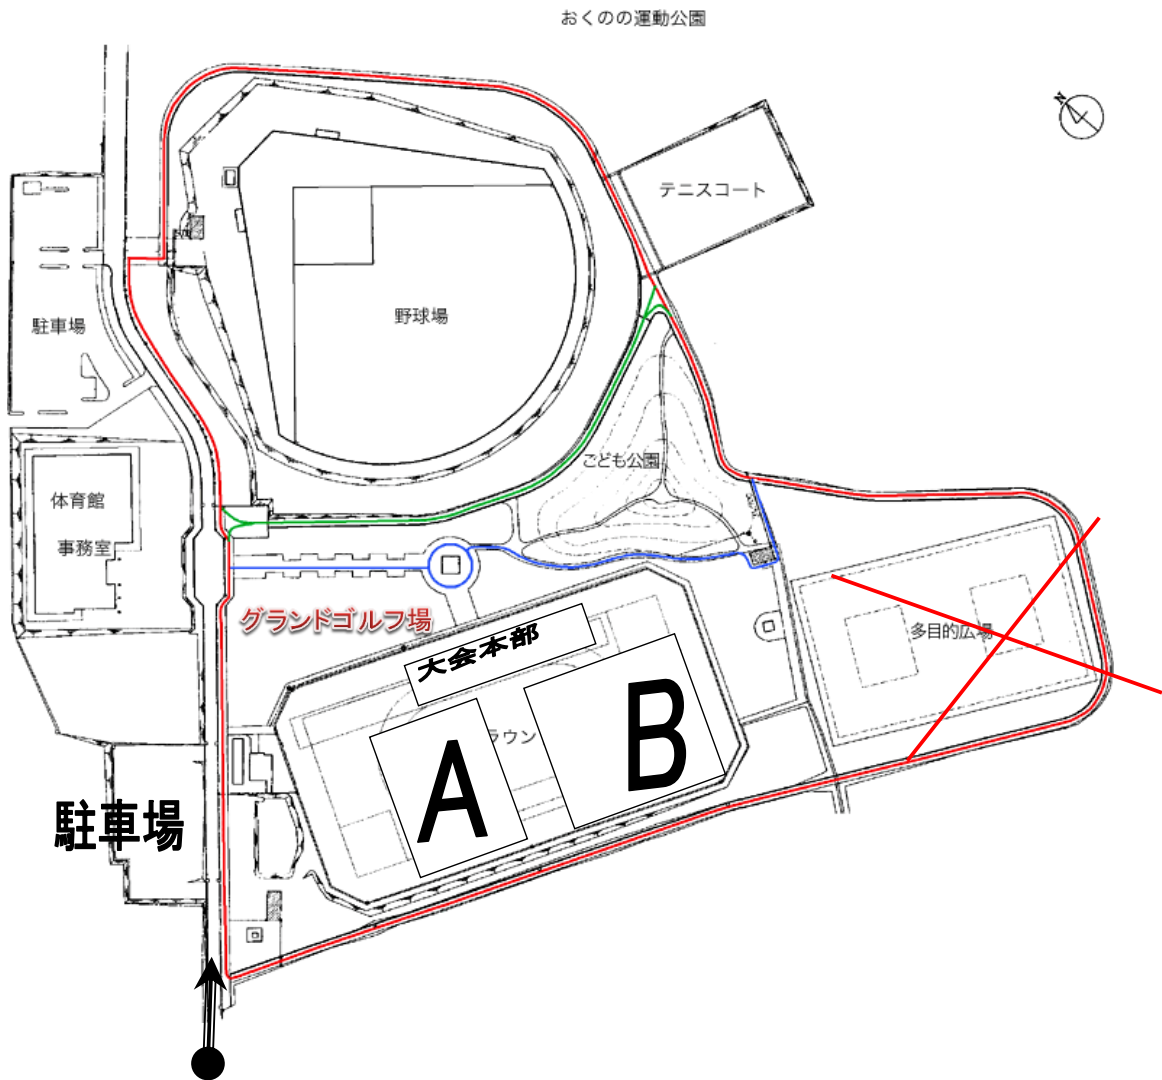 おくのの運動公園
N
テニスコート
野球場
駐車場
こども公園
体育館
事務室
グランドゴルフ場
大会本部
多目的広場
B
ラウン
A
駐車場